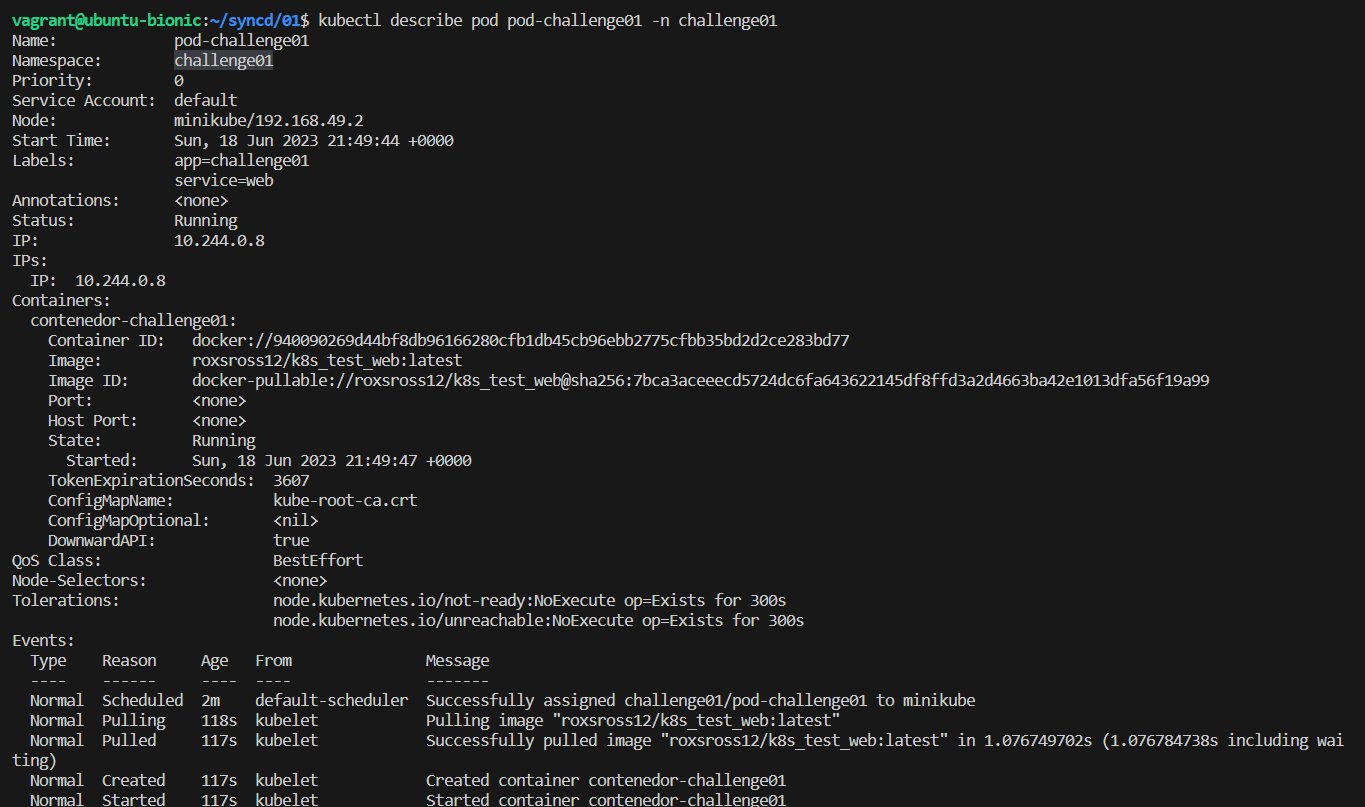 vagrant@ubuntu-bionic:~/syncd/01$ kubectl describe pod pod-challenge01 -n challenge01
Name:             pod-challenge01
Namespace:        challenge01
Priority:         0
Service Account:  default
Node:             minikube/192.168.49.2
Start Time:       Sun, 18 Jun 2023 21:49:44 +0000
Labels:           app=challenge01
                  service=web
Annotations:      <none>
Status:           Running
IP:               10.244.0.8
IPs:
  IP:  10.244.0.8
Containers:
  contenedor-challenge01:
    Container ID:   docker://940090269d44bf8db96166280cfb1db45cb96ebb2775cfbb35bd2d2ce283bd77
    Image:          roxsross12/k8s_test_web:latest
    Image ID:       docker-pullable://roxsross12/k8s_test_web@sha256:7bca3aceeecd5724dc6fa643622145df8ffd3a2d4663ba42e1013dfa56f19a99
    Port:           <none>
    Host Port:      <none>
    State:          Running
      Started:      Sun, 18 Jun 2023 21:49:47 +0000
    TokenExpirationSeconds:  3607
    ConfigMapName:           kube-root-ca.crt
    ConfigMapOptional:       <nil>
    DownwardAPI:             true
QoS Class:                   BestEffort
Node-Selectors:              <none>
Tolerations:                 node.kubernetes.io/not-ready:NoExecute op=Exists for 300s
                             node.kubernetes.io/unreachable:NoExecute op=Exists for 300s
Events:
  Type    Reason     Age   From               Message
  ----    ------     ----  ----               -------
  Normal  Scheduled  2m    default-scheduler  Successfully assigned challenge01/pod-challenge01 to minikube
  Normal  Pulling    118s  kubelet            Pulling image "roxsross12/k8s_test_web:latest"
  Normal  Pulled     117s  kubelet            Successfully pulled image "roxsross12/k8s_test_web:latest" in 1.076749702s (1.076784738s including wai
ting)
  Normal  Created    117s  kubelet            Created container contenedor-challenge01
  Normal  Started    117s  kubelet            Started container contenedor-challenge01